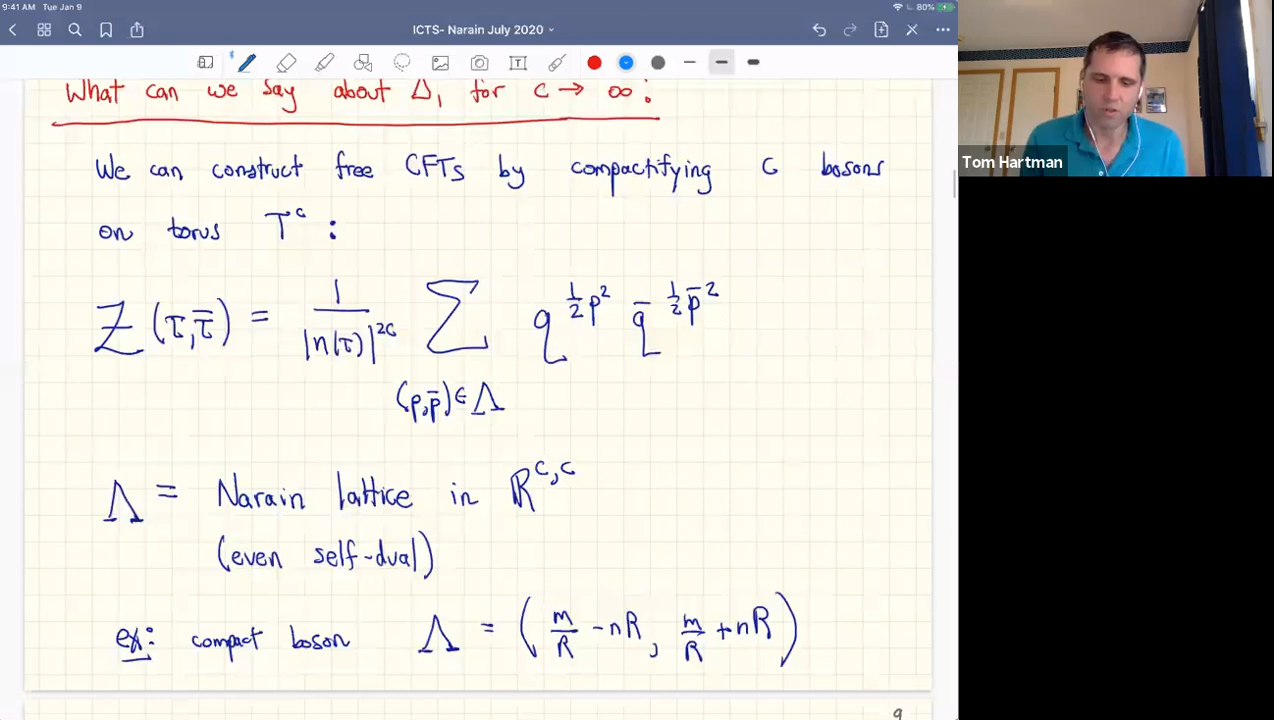 9:41 AM Tue Jan 9
80%
ICTS- Narain July 2020
Tom Hartman
What can we say about Δ₁ for c → ∞ :
We can construct free CFTs by compactifying c bosons
on torus T^c :
Z(τ,τ̄) = 1/|η(τ)|^{2c} Σ_{(p,p̄)∈Λ} q^{½p²} q̄^{½p̄²}
Λ = Narain lattice in ℝ^{c,c}
(even self-dual)
ex: compact boson Λ = (m/R - nR, m/R + nR)
9